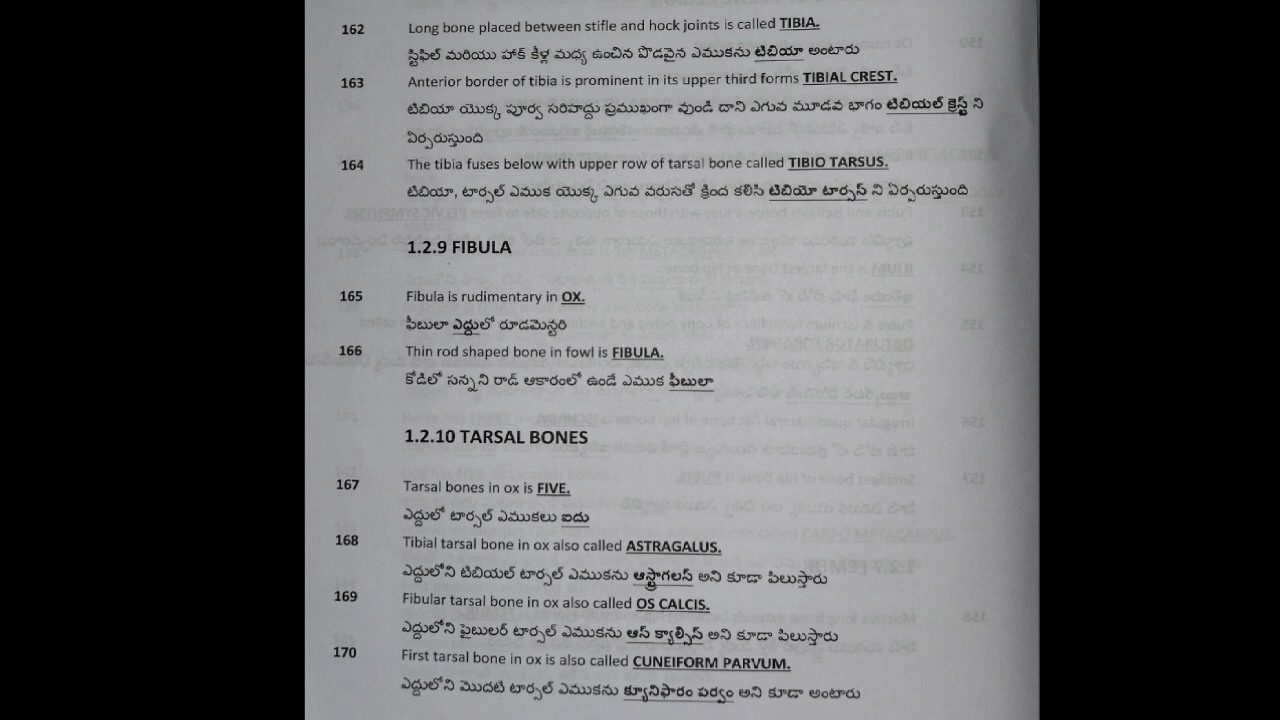 162 Long bone placed between stifle and hock joints is called TIBIA.
స్టిఫిల్ మరియు హాక్ కీళ్ల మధ్య ఉంచిన పొడవైన ఎముకను టిబియా అంటారు
163 Anterior border of tibia is prominent in its upper third forms TIBIAL CREST.
టిబియా యొక్క పూర్వ సరిహద్దు ప్రముఖంగా వుండి దాని ఎగువ మూడవ భాగం టిబియల్ క్రెస్ట్ ని
ఏర్పరుస్తుంది
164 The tibia fuses below with upper row of tarsal bone called TIBIO TARSUS.
టిబియా, టార్సల్ ఎముక యొక్క ఎగువ వరుసతో క్రింద కలిసి టిబియో టార్సస్ ని ఏర్పరుస్తుంది
1.2.9 FIBULA
165 Fibula is rudimentary in OX.
ఫీబులా ఎద్దులో రూడమెన్టరి
166 Thin rod shaped bone in fowl is FIBULA.
కోడిలో సన్నని రాడ్ ఆకారంలో ఉండే ఎముక ఫీబులా
1.2.10 TARSAL BONES
167 Tarsal bones in ox is FIVE.
ఎద్దులో టార్సల్ ఎముకలు ఐదు
168 Tibial tarsal bone in ox also called ASTRAGALUS.
ఎద్దులోని టిబియల్ టార్సల్ ఎముకను ఆస్ట్రాగలస్ అని కూడా పిలుస్తారు
169 Fibular tarsal bone in ox also called OS CALCIS.
ఎద్దులోని పైబులర్ టార్సల్ ఎముకను ఆస్ క్యాల్సిస్ అని కూడా పిలుస్తారు
170 First tarsal bone in ox is also called CUNEIFORM PARVUM.
ఎద్దులోని మొదటి టార్సల్ ఎముకను క్యూనిఫారం పర్వం అని కూడా అంటారు